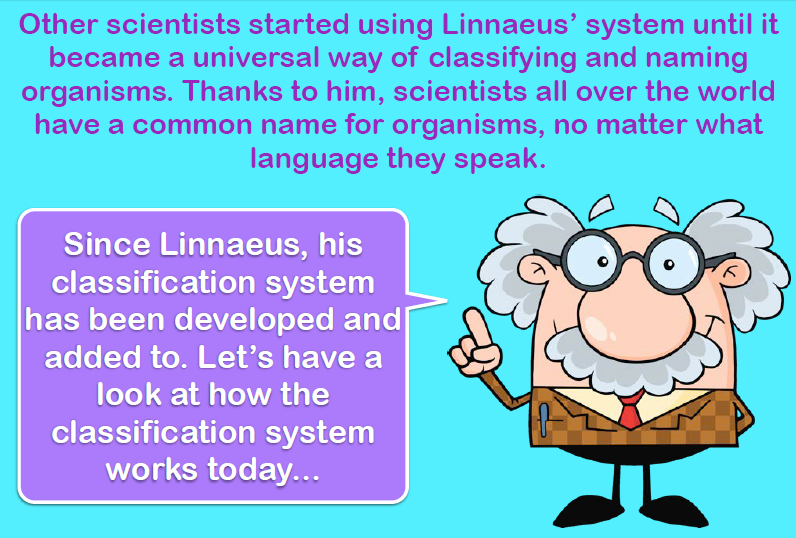 Other scientists started using Linnaeus’ system until it
became a universal way of classifying and naming
organisms. Thanks to him, scientists all over the world
have a common name for organisms, no matter what
language they speak.
Since Linnaeus, his
classification system
has been developed and
added to. Let’s have a
look at how the
classification system
works today...